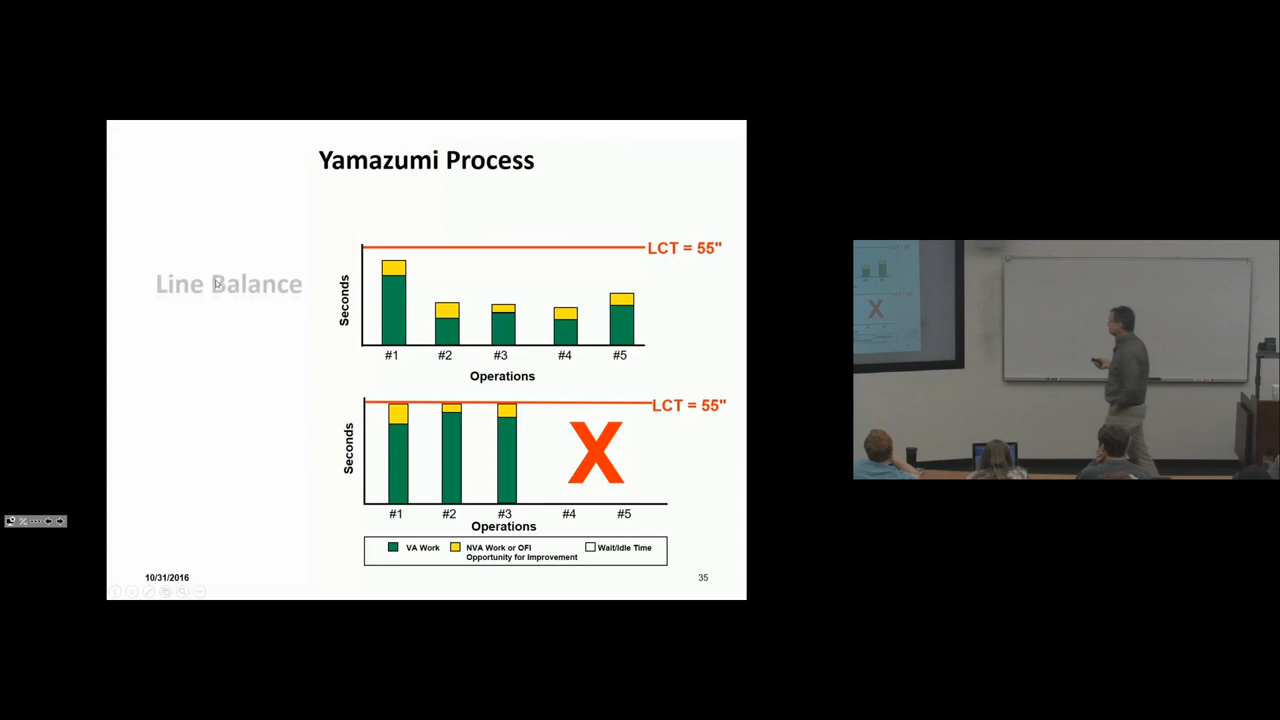 Yamazumi Process
Line Balance
LCT = 55"
Seconds
#1 #2 #3 #4 #5
Operations
LCT = 55"
Seconds
X
#1 #2 #3 #4 #5
Operations
VA Work
NVA Work or OFI
Opportunity for Improvement
Wait/Idle Time
10/31/2016
35